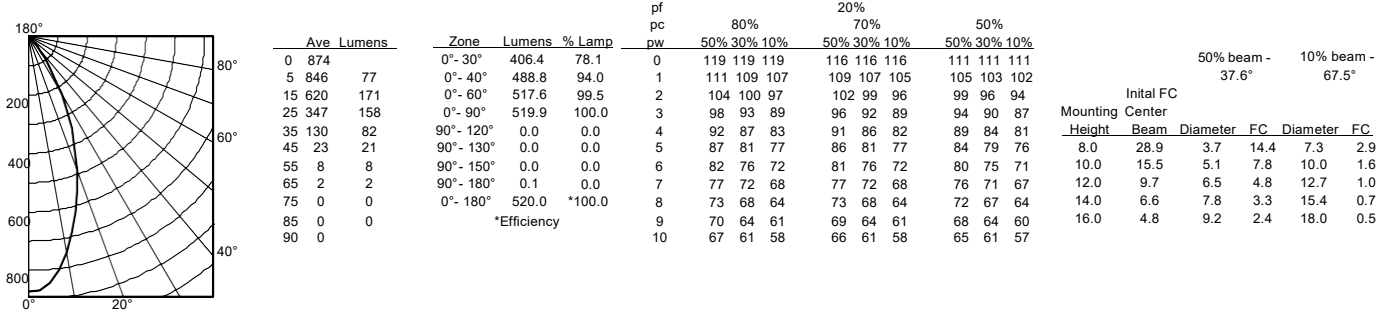 180°
80°
200
60°
400
600
40°
800
0° 20°
Ave Lumens
0 874
5 846 77
15 620 171
25 347 158
35 130 82
45 23 21
55 8 8
65 2 2
75 0 0
85 0 0
90 0
Zone Lumens % Lamp
0°- 30° 406.4 78.1
0°- 40° 488.8 94.0
0°- 60° 517.6 99.5
0°- 90° 519.9 100.0
90°- 120° 0.0 0.0
90°- 130° 0.0 0.0
90°- 150° 0.0 0.0
90°- 180° 0.1 0.0
0°- 180° 520.0 *100.0
*Efficiency
pf 20%
pc 80% 70% 50%
pw 50% 30% 10% 50% 30% 10% 50% 30% 10%
0 119 119 119 116 116 116 111 111 111
1 111 109 107 109 107 105 105 103 102
2 104 100 97 102 99 96 99 96 94
3 98 93 89 96 92 89 94 90 87
4 92 87 83 91 86 82 89 84 81
5 87 81 77 86 81 77 84 79 76
6 82 76 72 81 76 72 80 75 71
7 77 72 68 77 72 68 76 71 67
8 73 68 64 73 68 64 72 67 64
9 70 64 61 69 64 61 68 64 60
10 67 61 58 66 61 58 65 61 57
50% beam - 10% beam -
37.6° 67.5°
Inital FC
Mounting Center
Height Beam Diameter FC Diameter FC
8.0 28.9 3.7 14.4 7.3 2.9
10.0 15.5 5.1 7.8 10.0 1.6
12.0 9.7 6.5 4.8 12.7 1.0
14.0 6.6 7.8 3.3 15.4 0.7
16.0 4.8 9.2 2.4 18.0 0.5